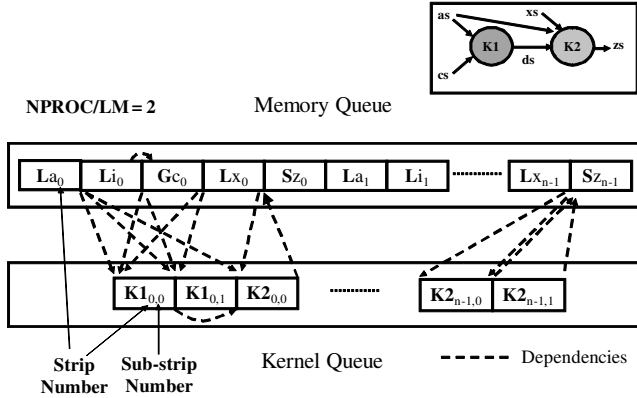 as
xs
K1
K2
zs
ds
cs
NPROC/LM = 2
Memory Queue
La0 Li0 Gc0 Lx0 Sz0 La1 Li1 Lxn-1 Szn-1
K10,0 K10,1 K20,0 K2n-1,0 K2n-1,1
Strip Number
Sub-strip Number
Kernel Queue
Dependencies